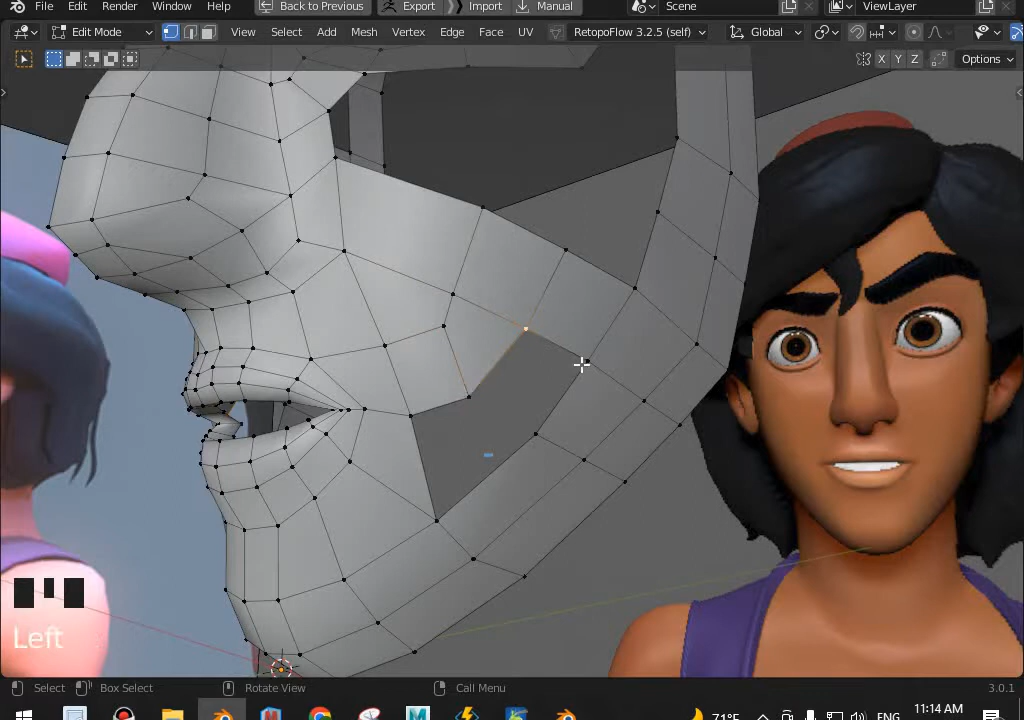 File Edit Render Window Help Back to Previous Export Import Manual Scene ViewLayer
Edit Mode View Select Add Mesh Vertex Edge Face UV RetopoFlow 3.2.5 (self) Global
X Y Z Options
Left
Select Box Select Rotate View Call Menu 3.0.1
71°F ENG 11:14 AM